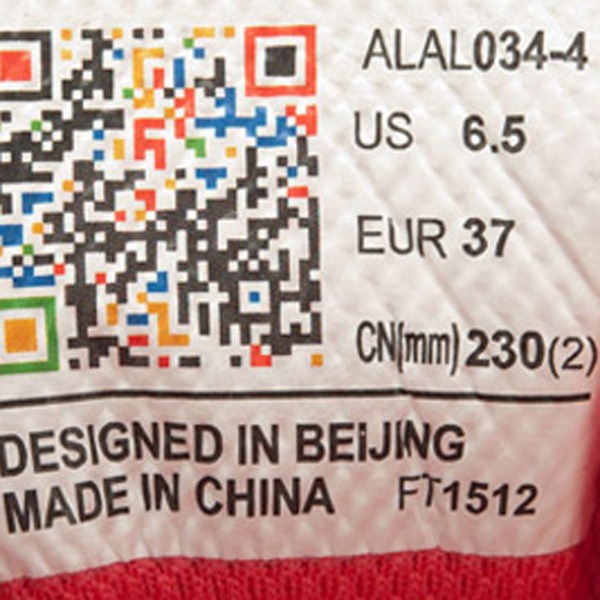 ALAL034-4
US 6.5
EUR 37
CN(mm) 230(2)
DESIGNED IN BEIJING
MADE IN CHINA FT1512